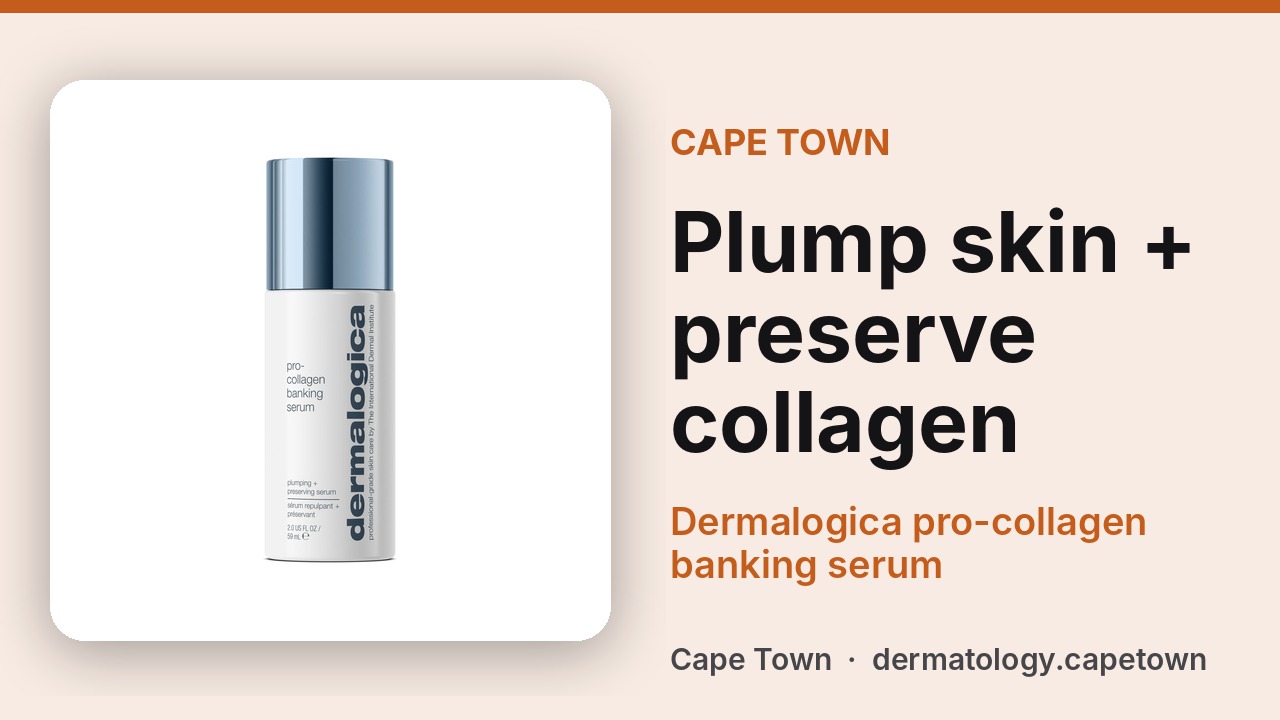 CAPE TOWN
Plump skin +
preserve
collagen
Dermalogica pro-collagen
banking serum
Cape Town · dermatology.capetown
pro-
collagen
banking
serum
dermalogica
professional-grade skin care by The International Dermal Institute
plumping +
preserving serum
sérum repulpant +
préservant
2.0 US FL OZ /
59 mL ℮